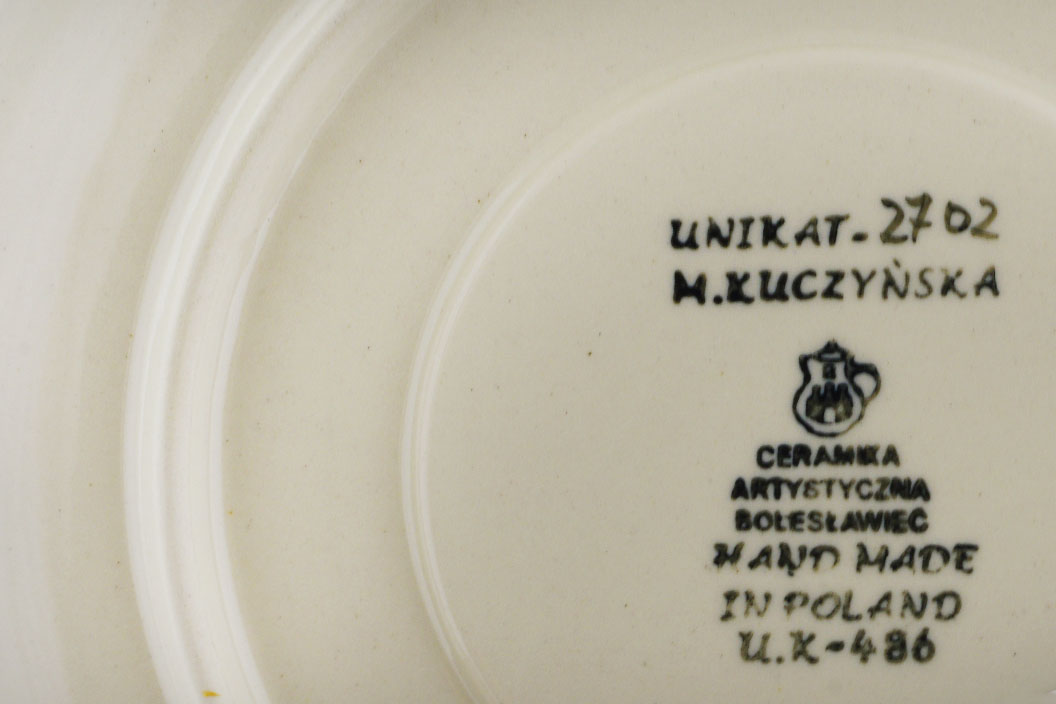 UNIKAT-2702
M.KUCZYŃSKA
CERAMIKA
ARTYSTYCZNA
BOLESŁAWIEC
HAND MADE
IN POLAND
U.K-486